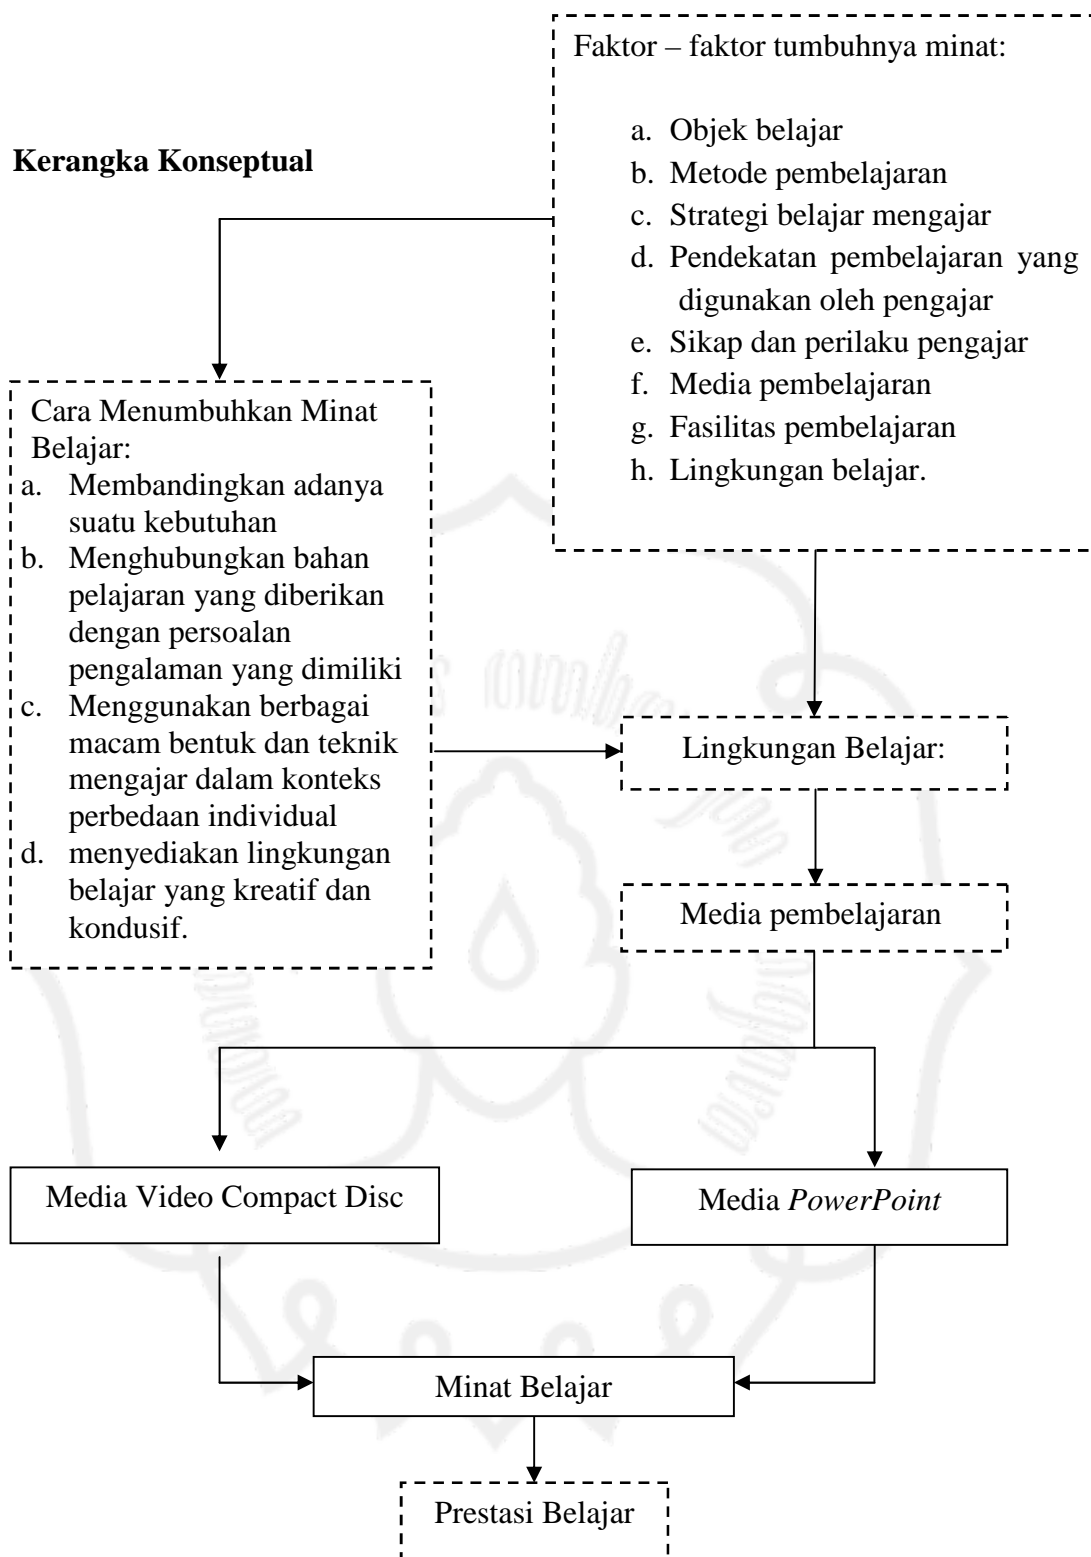 Faktor – faktor tumbuhnya minat:
a. Objek belajar
b. Metode pembelajaran
c. Strategi belajar mengajar
d. Pendekatan pembelajaran yang
digunakan oleh pengajar
e. Sikap dan perilaku pengajar
f. Media pembelajaran
g. Fasilitas pembelajaran
h. Lingkungan belajar.
Kerangka Konseptual
Cara Menumbuhkan Minat
Belajar:
a. Membandingkan adanya
suatu kebutuhan
b. Menghubungkan bahan
pelajaran yang diberikan
dengan persoalan
pengalaman yang dimiliki
c. Menggunakan berbagai
macam bentuk dan teknik
mengajar dalam konteks
perbedaan individual
d. menyediakan lingkungan
belajar yang kreatif dan
kondusif.
Lingkungan Belajar:
Media pembelajaran
Media Video Compact Disc
Media PowerPoint
Minat Belajar
Prestasi Belajar